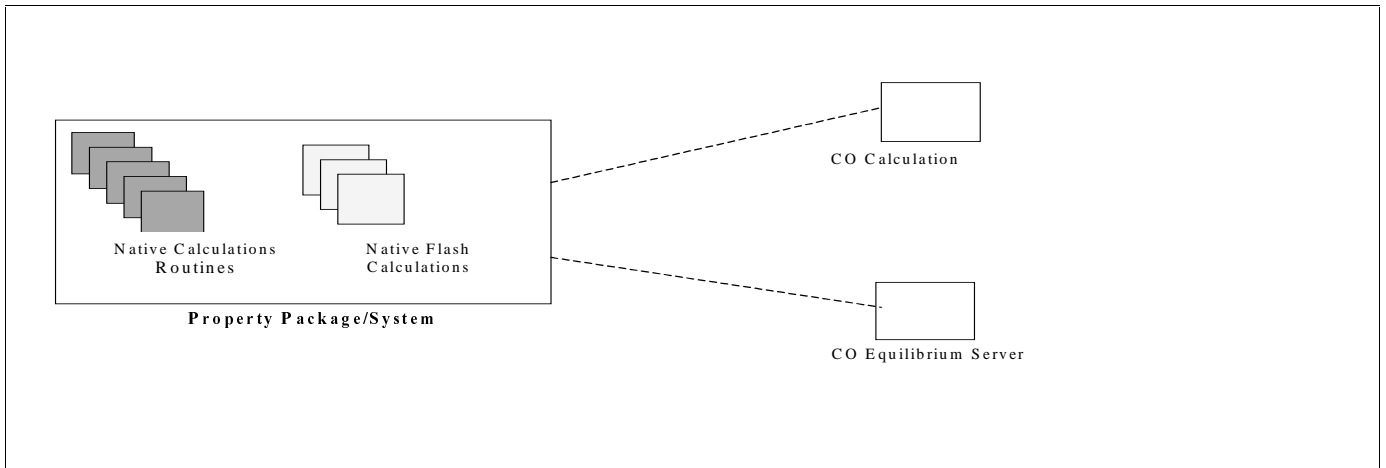 CO Calculation
Native Calculations
Routines
Native Flash
Calculations
Property Package/System
CO Equilibrium Server